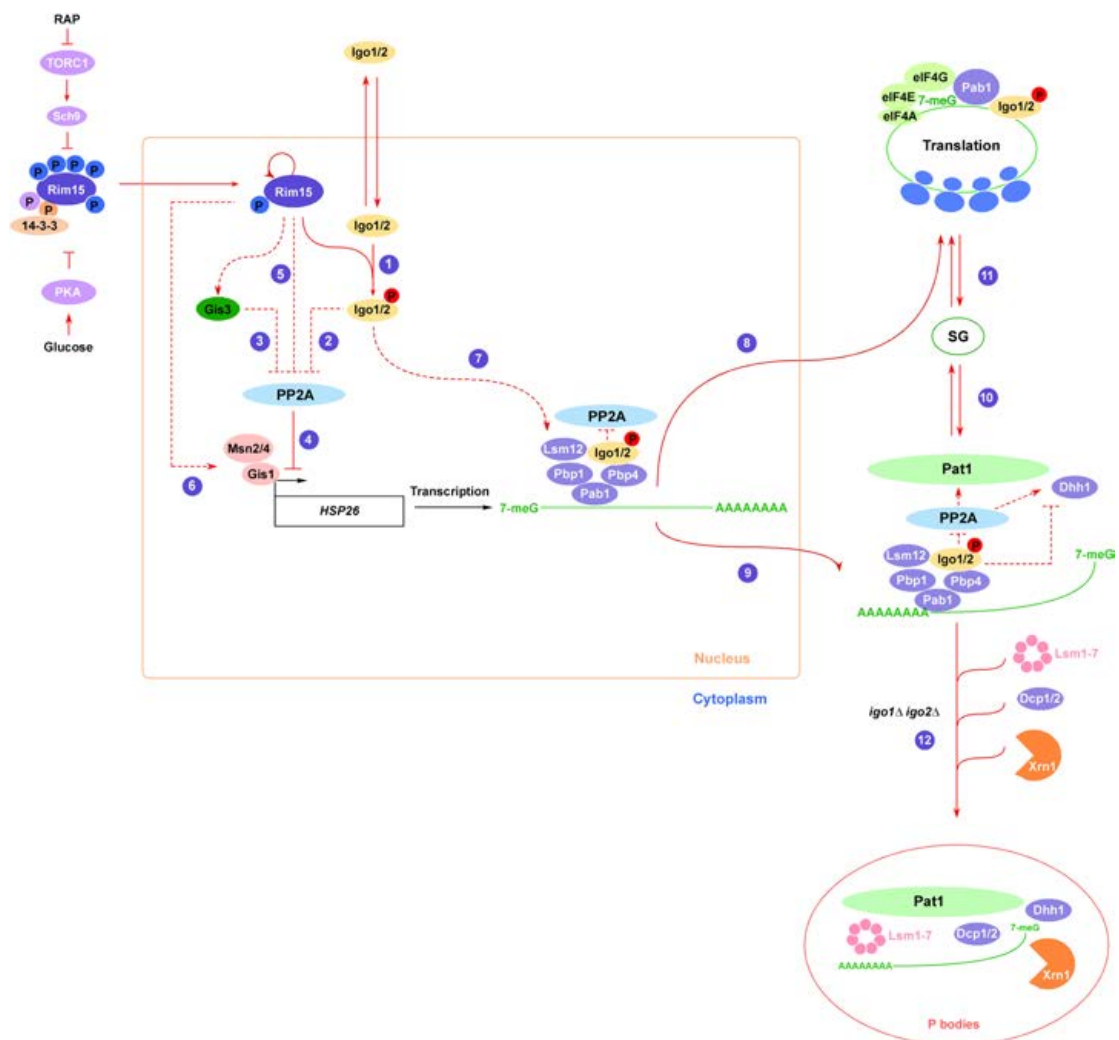 RAP
TORC1
Sch9
P P P P
Rim15
P P P
14-3-3
PKA
Glucose
Igo1/2
Rim15
P
Igo1/2
1
5
P
Igo1/2
Gis3
3
2
7
PP2A
4
Msn2/4
Gis1
6
HSP26
Transcription
PP2A
P
Lsm12
Igo1/2
Pbp1
Pbp4
Pab1
7-meG
AAAAAAAA
8
9
Nucleus
Cytoplasm
eIF4G
Pab1
P
eIF4E
7-meG
Igo1/2
eIF4A
Translation
11
SG
10
Pat1
Dhh1
PP2A
P
Lsm12
Igo1/2
7-meG
Pbp1
Pbp4
Pab1
AAAAAAAA
Lsm1-7
igo1Δ igo2Δ
Dcp1/2
12
Xrn1
Pat1
Dhh1
7-meG
Lsm1-7
Dcp1/2
AAAAAAAA
Xrn1
P bodies